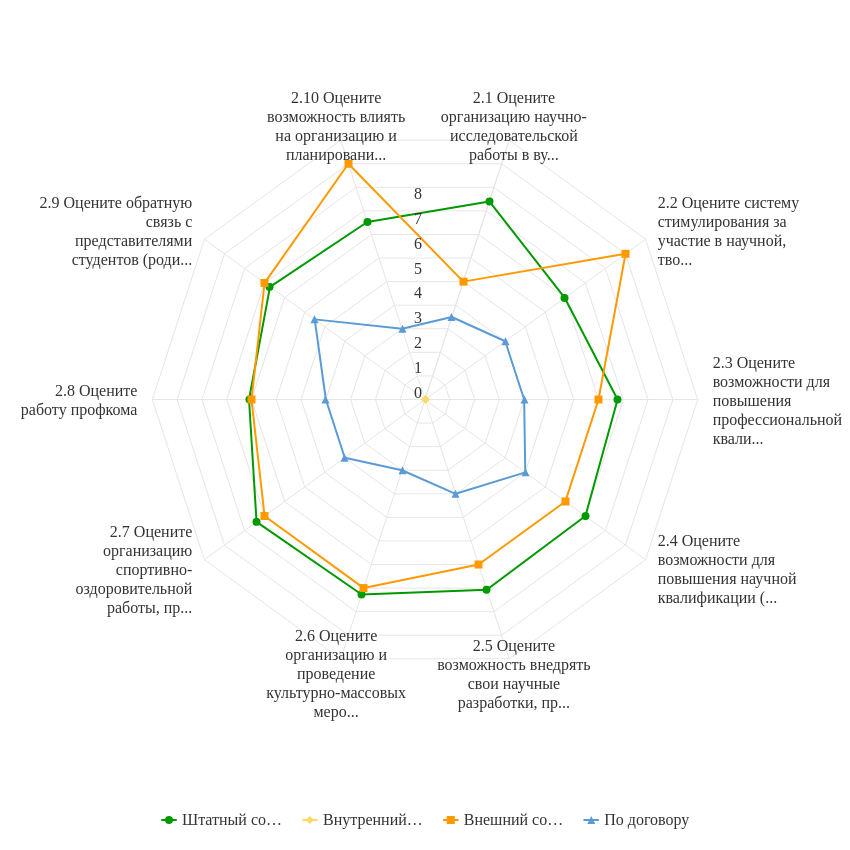 2.10 Оцените
возможность влиять
на организацию и
планировани...
2.1 Оцените
организацию научно-
исследовательской
работы в ву...
2.9 Оцените обратную
связь с
представителями
студентов (роди...
2.2 Оцените систему
стимулирования за
участие в научной,
тво...
8
7
6
5
4
3
2
1
0
2.3 Оцените
возможности для
повышения
профессиональной
квали...
2.8 Оцените
работу профкома
2.7 Оцените
организацию
спортивно-
оздоровительной
работы, пр...
2.4 Оцените
возможности для
повышения научной
квалификации (...
2.6 Оцените
организацию и
проведение
культурно-массовых
меро...
2.5 Оцените
возможность внедрять
свои научные
разработки, пр...
Штатный со… Внутренний… Внешний со… По договору